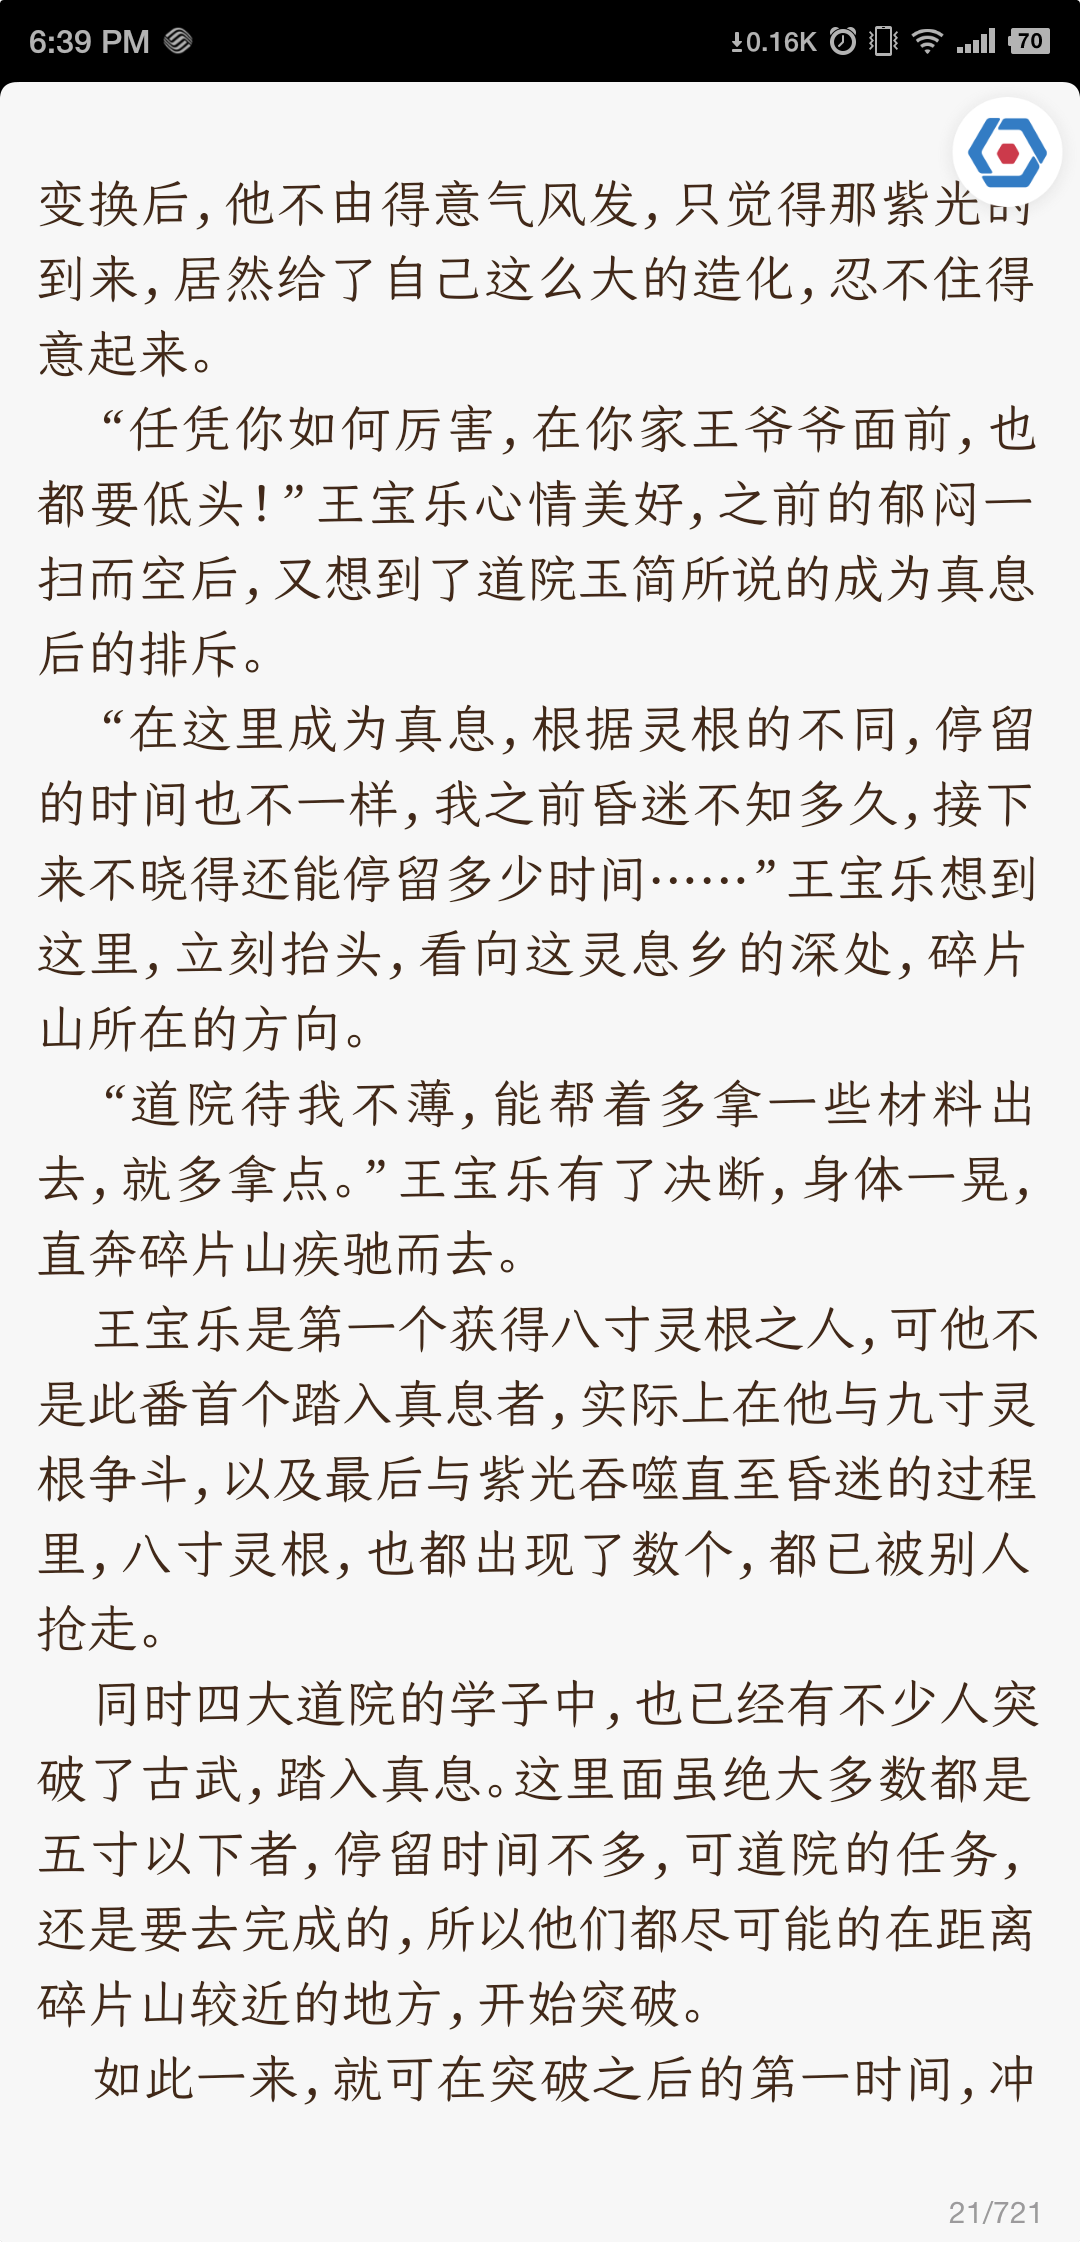 6:39 PM
0.16K
70
变换后,他不由得意气风发,只觉得那紫光的
到来,居然给了自己这么大的造化,忍不住得
意起来。
“任凭你如何厉害,在你家王爷爷面前,也
都要低头!”王宝乐心情美好,之前的郁闷一
扫而空后,又想到了道院玉简所说的成为真息
后的排斥。
“在这里成为真息,根据灵根的不同,停留
的时间也不一样,我之前昏迷不知多久,接下
来不晓得还能停留多少时间……”王宝乐想到
这里,立刻抬头,看向这灵息乡的深处,碎片
山所在的方向。
“道院待我不薄,能帮着多拿一些材料出
去,就多拿点。”王宝乐有了决断,身体一晃,
直奔碎片山疾驰而去。
王宝乐是第一个获得八寸灵根之人,可他不
是此番首个踏入真息者,实际上在他与九寸灵
根争斗,以及最后与紫光吞噬直至昏迷的过程
里,八寸灵根,也都出现了数个,都已被别人
抢走。
同时四大道院的学子中,也已经有不少人突
破了古武,踏入真息。这里面虽绝大多数都是
五寸以下者,停留时间不多,可道院的任务,
还是要去完成的,所以他们都尽可能的在距离
碎片山较近的地方,开始突破。
如此一来,就可在突破之后的第一时间,冲
21/721